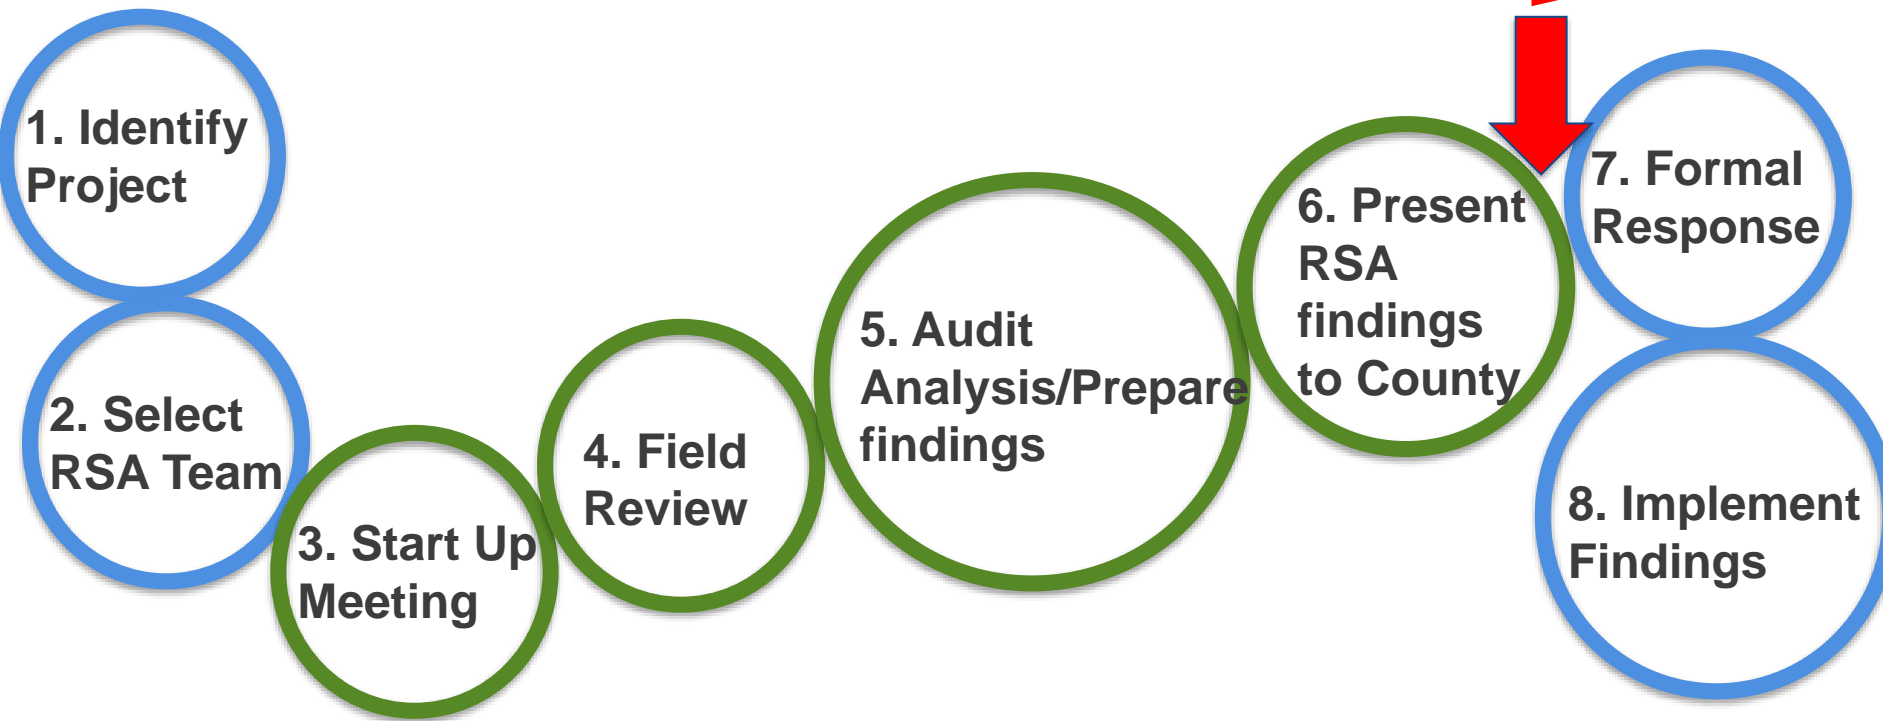 1. Identify
Project
2. Select
RSA Team
3. Start Up
Meeting
4. Field
Review
5. Audit
Analysis/Prepare
findings
6. Present
RSA
findings
to County
7. Formal
Response
8. Implement
Findings